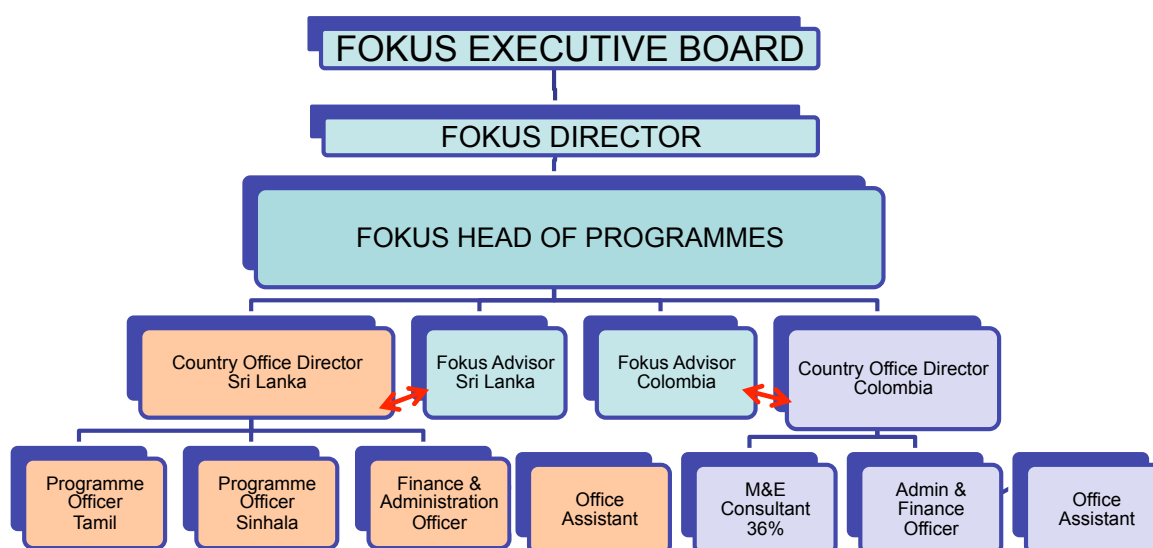 FOKUS EXECUTIVE BOARD
FOKUS DIRECTOR
FOKUS HEAD OF PROGRAMMES
Country Office Director
Sri Lanka
Fokus Advisor
Sri Lanka
Fokus Advisor
Colombia
Country Office Director
Colombia
Programme
Officer
Tamil
Programme
Officer
Sinhala
Finance &
Administration
Officer
Office
Assistant
M&E
Consultant
36%
Admin &
Finance
Officer
Office
Assistant